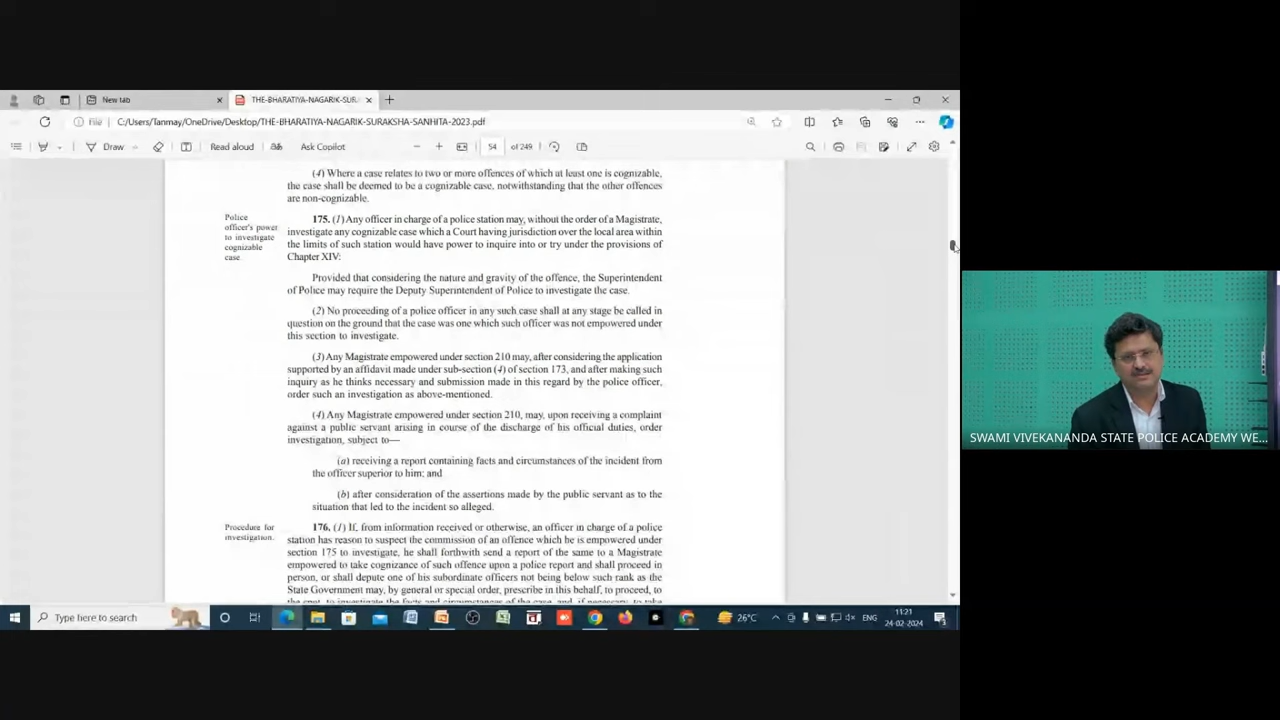 New tab
THE-BHARATIYA-NAGARIK-SUR
File
C:/Users/Tanmay/OneDrive/Desktop/THE-BHARATIYA-NAGARIK-SURAKSHA-SANHITA-2023.pdf
Draw
Read aloud
Ask Copilot
54 of 249
(4) Where a case relates to two or more offences of which at least one is cognizable,
the case shall be deemed to be a cognizable case, notwithstanding that the other offences
are non-cognizable.
Police
officer's power
to investigate
cognizable
case.
175. (1) Any officer in charge of a police station may, without the order of a Magistrate,
investigate any cognizable case which a Court having jurisdiction over the local area within
the limits of such station would have power to inquire into or try under the provisions of
Chapter XIV:
Provided that considering the nature and gravity of the offence, the Superintendent
of Police may require the Deputy Superintendent of Police to investigate the case.
(2) No proceeding of a police officer in any such case shall at any stage be called in
question on the ground that the case was one which such officer was not empowered under
this section to investigate.
(3) Any Magistrate empowered under section 210 may, after considering the application
supported by an affidavit made under sub-section (4) of section 173, and after making such
inquiry as he thinks necessary and submission made in this regard by the police officer,
order such an investigation as above-mentioned.
(4) Any Magistrate empowered under section 210, may, upon receiving a complaint
against a public servant arising in course of the discharge of his official duties, order
investigation, subject to—
(a) receiving a report containing facts and circumstances of the incident from
the officer superior to him; and
(b) after consideration of the assertions made by the public servant as to the
situation that led to the incident so alleged.
Procedure for
investigation.
176. (1) If, from information received or otherwise, an officer in charge of a police
station has reason to suspect the commission of an offence which he is empowered under
section 175 to investigate, he shall forthwith send a report of the same to a Magistrate
empowered to take cognizance of such offence upon a police report and shall proceed in
person, or shall depute one of his subordinate officers not being below such rank as the
State Government may, by general or special order, prescribe in this behalf, to proceed, to
the spot, to investigate the facts and circumstances of the case, and, if necessary, to take
SWAMI VIVEKANANDA STATE POLICE ACADEMY WE...
Type here to search
26°C
ENG
11:21
24-02-2024